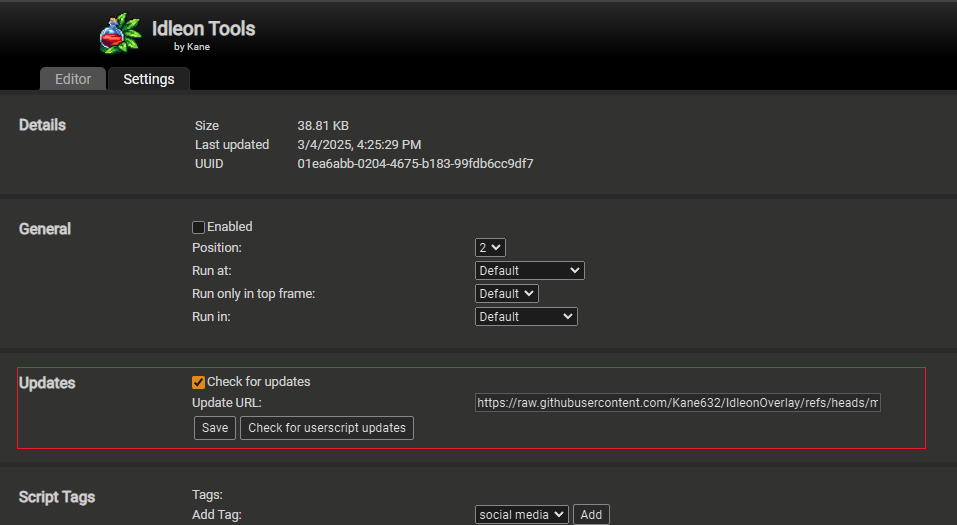 Idleon Tools
by Kane
Editor Settings
Details
Size 38.81 KB
Last updated 3/4/2025, 4:25:29 PM
UUID 01ea6abb-0204-4675-b183-99fdb6cc9df7
General
Enabled
Position: 2
Run at: Default
Run only in top frame: Default
Run in: Default
Updates
Check for updates
Update URL: https://raw.githubusercontent.com/Kane632/IdleonOverlay/refs/heads/m
Save Check for userscript updates
Script Tags
Tags:
Add Tag: social media Add